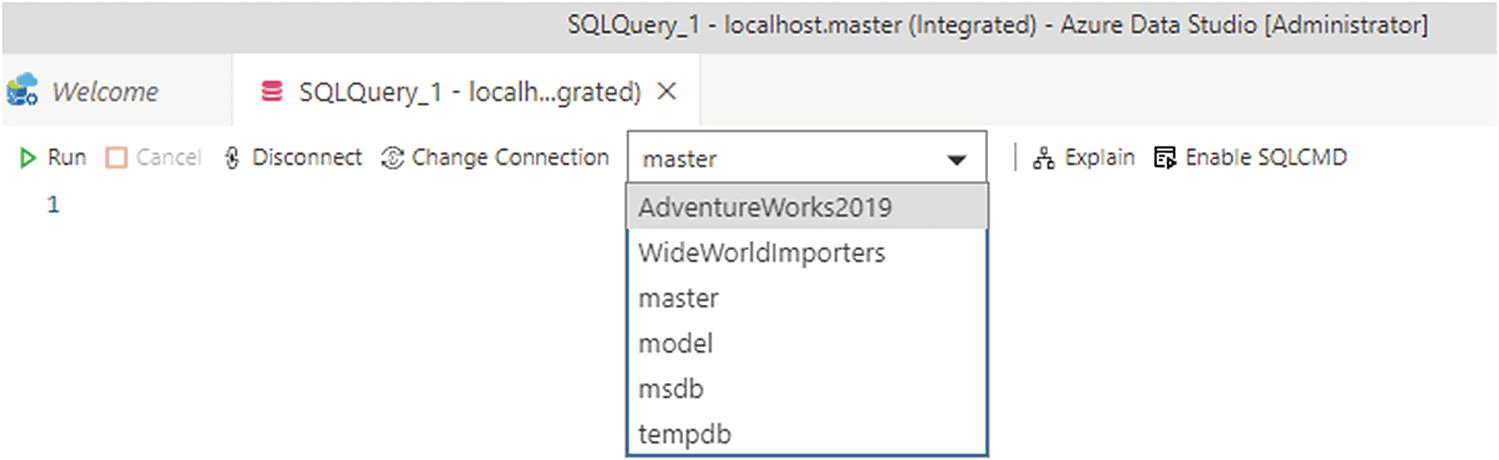 SQLQuery_1 - localhost.master (Integrated) - Azure Data Studio [Administrator]
Welcome SQLQuery_1 - localh...grated)
Run Cancel Disconnect Change Connection master Explain Enable SQLCMD
1
AdventureWorks2019
WideWorldImporters
master
model
msdb
tempdb